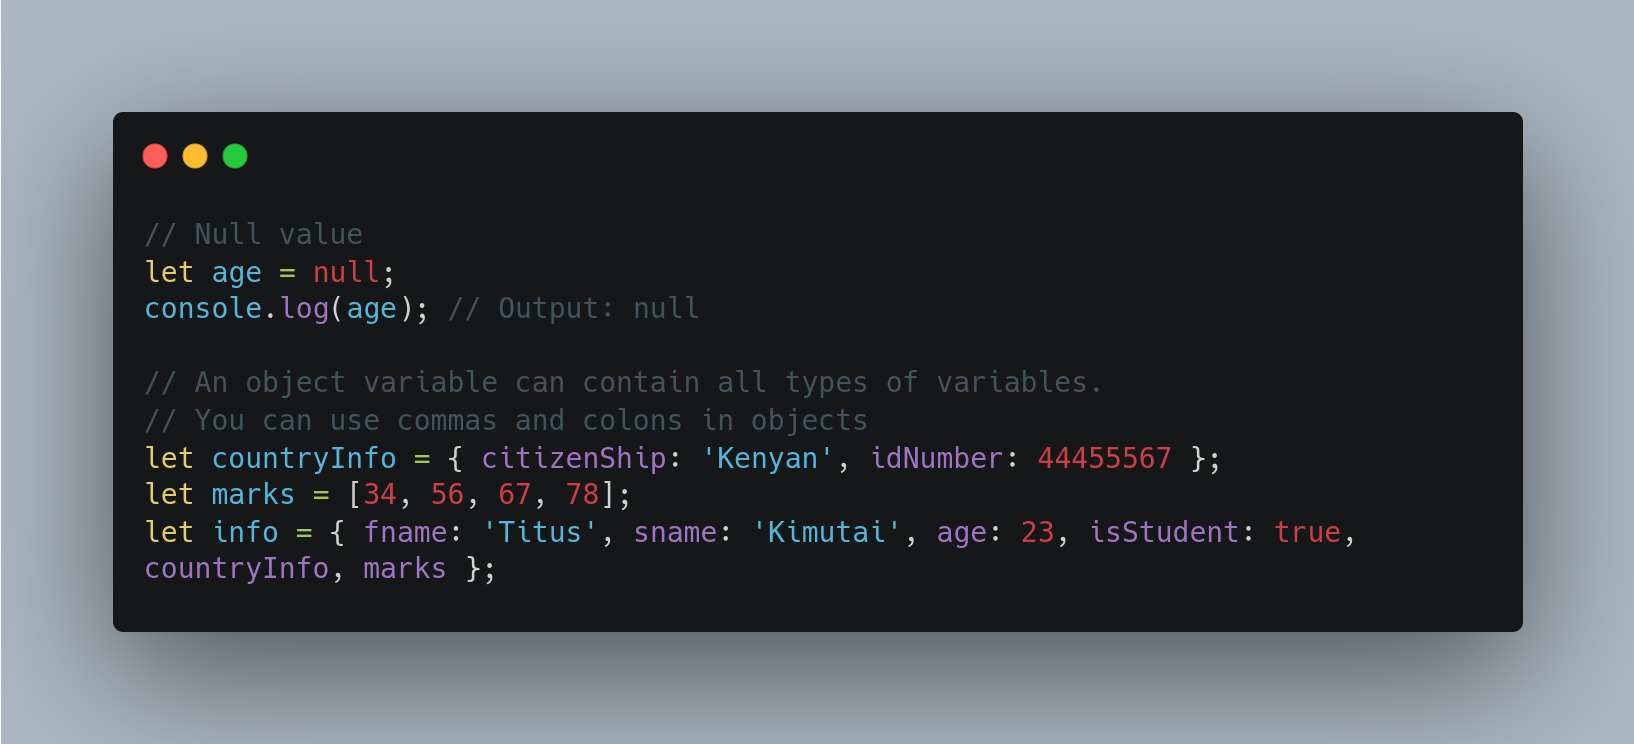 // Null value
let age = null;
console.log(age); // Output: null
// An object variable can contain all types of variables.
// You can use commas and colons in objects
let countryInfo = { citizenShip: 'Kenyan', idNumber: 44455567 };
let marks = [34, 56, 67, 78];
let info = { fname: 'Titus', sname: 'Kimutai', age: 23, isStudent: true,
countryInfo, marks };